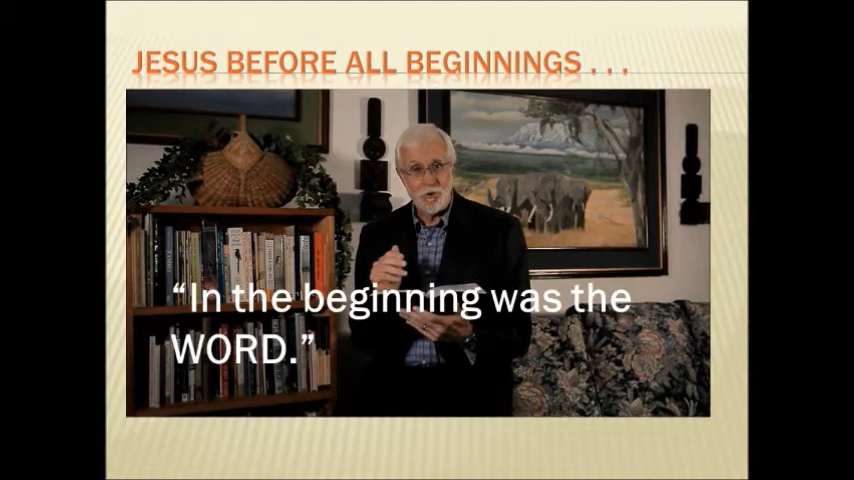 JESUS BEFORE ALL BEGINNINGS . . .
“In the beginning was the
WORD.”